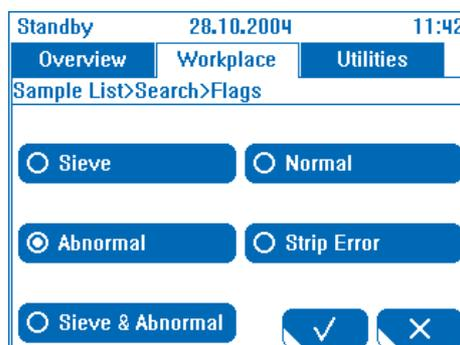 Standby 28.10.2004 11:42
Overview Workplace Utilities
Sample List>Search>Flags
Sieve Normal
Abnormal Strip Error
Sieve & Abnormal